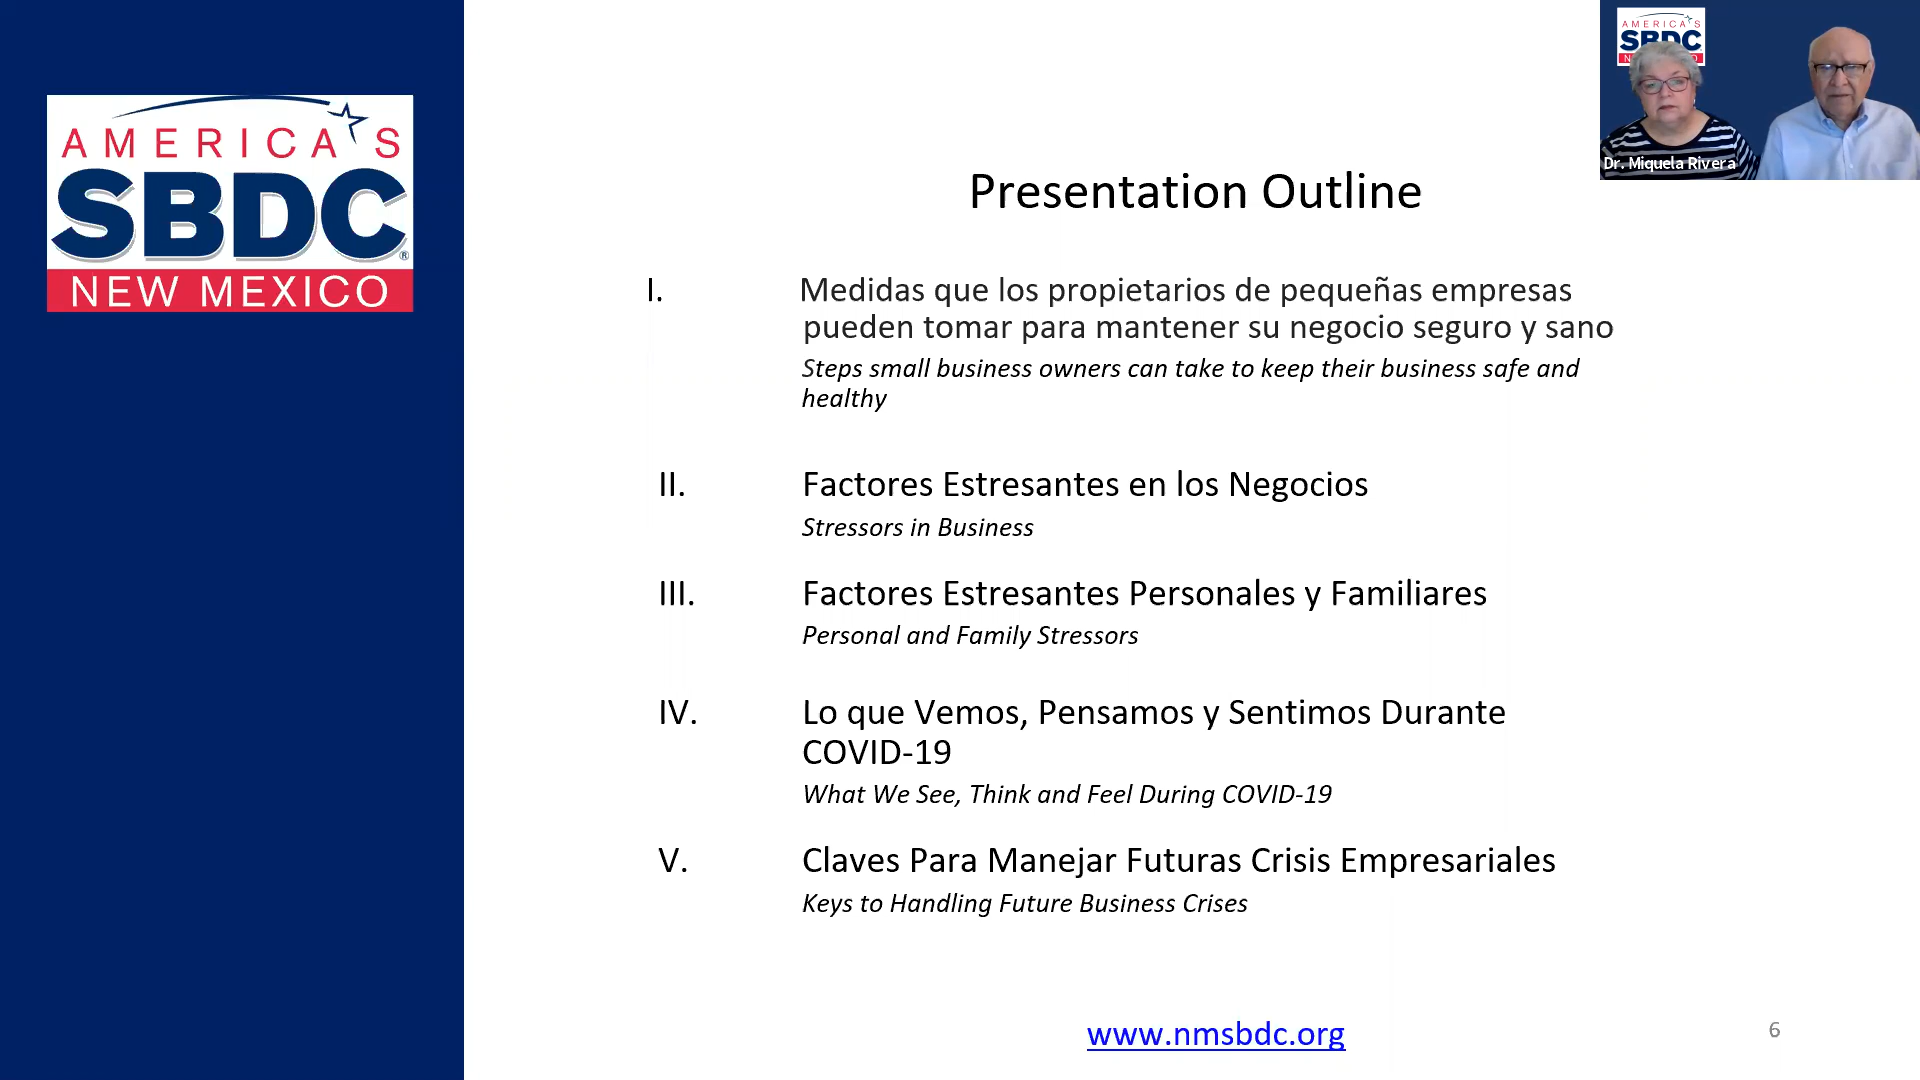 AMERICA'S
SBDC®
NEW MEXICO
AMERICA'S
SBDC
Dr. Miquela Rivera
Presentation Outline
I. Medidas que los propietarios de pequeñas empresas
pueden tomar para mantener su negocio seguro y sano
Steps small business owners can take to keep their business safe and
healthy
II. Factores Estresantes en los Negocios
Stressors in Business
III. Factores Estresantes Personales y Familiares
Personal and Family Stressors
IV. Lo que Vemos, Pensamos y Sentimos Durante
COVID-19
What We See, Think and Feel During COVID-19
V. Claves Para Manejar Futuras Crisis Empresariales
Keys to Handling Future Business Crises
www.nmsbdc.org
6